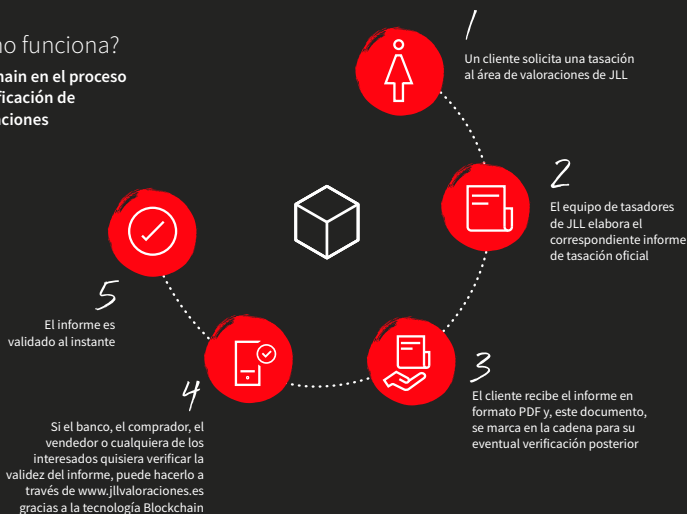 no funciona?
hain en el proceso
ficación de
aciones
1
Un cliente solicita una tasación
al área de valoraciones de JLL
2
El equipo de tasadores
de JLL elabora el
correspondiente informe
de tasación oficial
3
El cliente recibe el informe en
formato PDF y, este documento,
se marca en la cadena para su
eventual verificación posterior
4
Si el banco, el comprador, el
vendedor o cualquiera de los
interesados quisiera verificar la
validez del informe, puede hacerlo a
través de www.jllvaloraciones.es
gracias a la tecnología Blockchain
5
El informe es
validado al instante